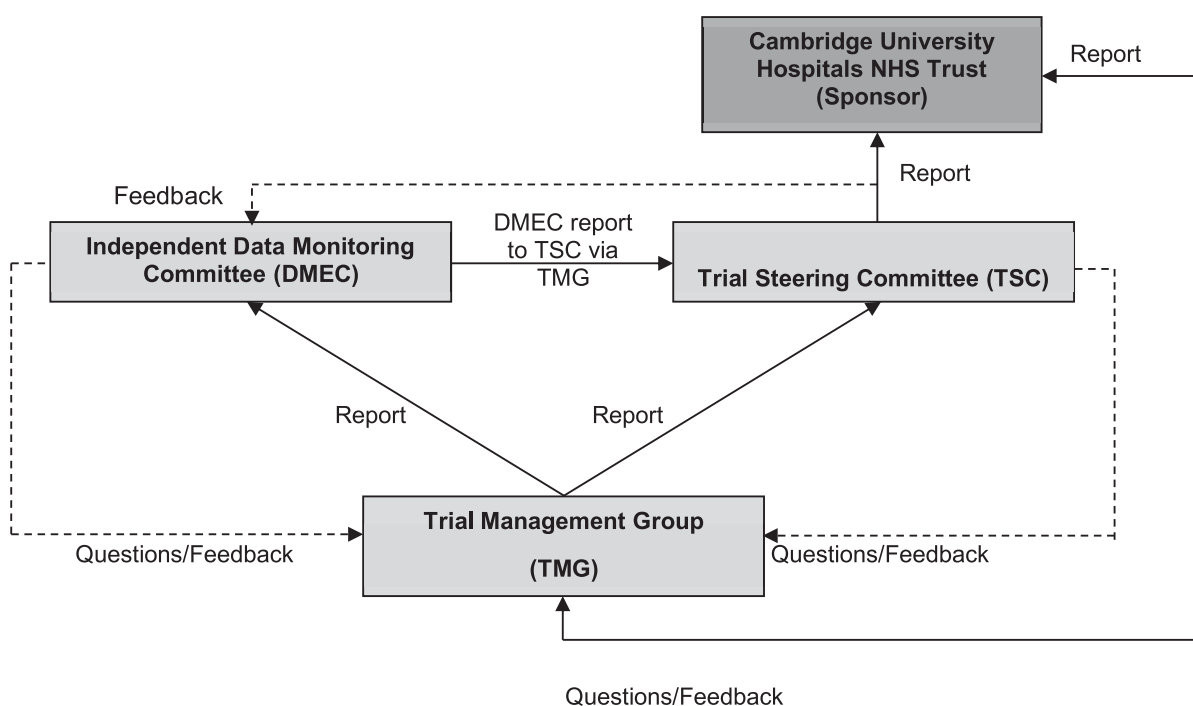 Cambridge University
Hospitals NHS Trust
(Sponsor)
Report
Report
Feedback
DMEC report
to TSC via
TMG
Independent Data Monitoring
Committee (DMEC)
Trial Steering Committee (TSC)
Report
Report
Trial Management Group
(TMG)
Questions/Feedback
Questions/Feedback
Questions/Feedback